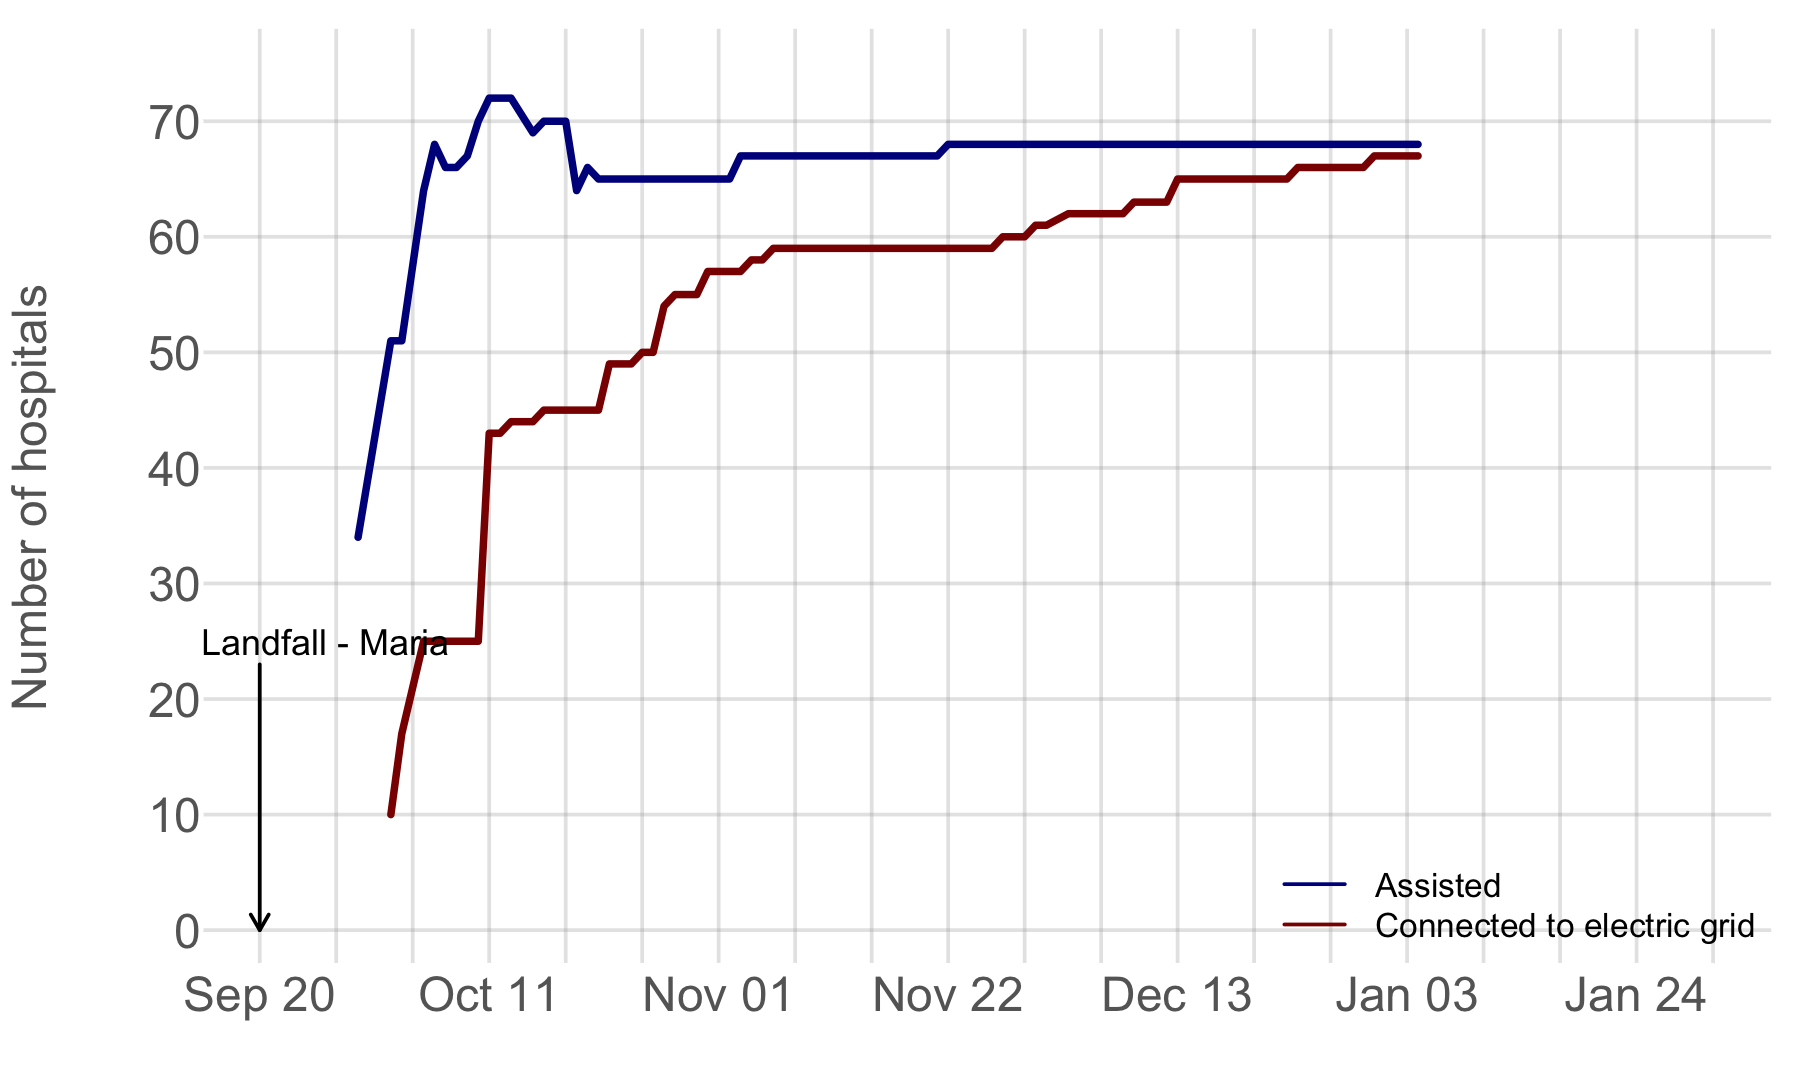 Number of hospitals
70
60
50
40
30
20
10
0
Landfall - Maria
Assisted
Connected to electric grid
Sep 20 Oct 11 Nov 01 Nov 22 Dec 13 Jan 03 Jan 24